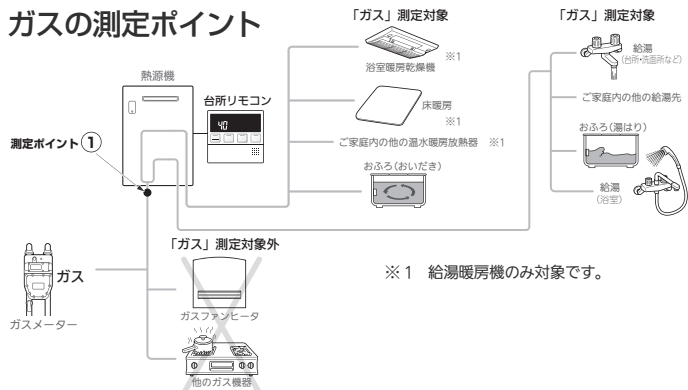 ガスの測定ポイント
「ガス」測定対象
※1
浴室暖房乾燥機
床暖房
※1
ご家庭内の他の温水暖房放熱器 ※1
おふろ(おいだき)
「ガス」測定対象
給湯
(台所・洗面所など)
ご家庭内の他の給湯先
おふろ(湯はり)
給湯
(浴室)
熱源機
台所リモコン
40
測定ポイント①
ガス
ガスメーター
「ガス」測定対象外
ガスファンヒータ
他のガス機器
※1 給湯暖房機のみ対象です。